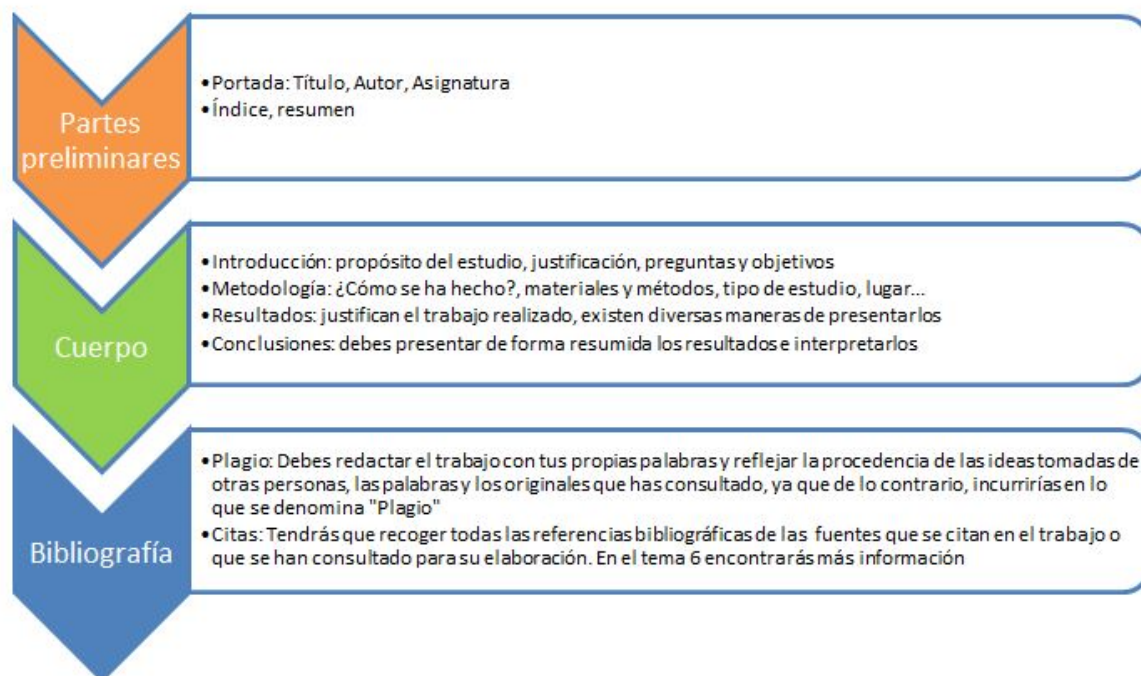 Partes
preliminares
•Portada: Título, Autor, Asignatura
•Índice, resumen
Cuerpo
•Introducción: propósito del estudio, justificación, preguntas y objetivos
•Metodología: ¿Cómo se ha hecho?, materiales y métodos, tipo de estudio, lugar...
•Resultados: justifican el trabajo realizado, existen diversas maneras de presentarlos
•Conclusiones: debes presentar de forma resumida los resultados e interpretarlos
Bibliografía
•Plagio: Debes redactar el trabajo con tus propias palabras y reflejar la procedencia de las ideas tomadas de
otras personas, las palabras y los originales que has consultado, ya que de lo contrario, incurrirías en lo
que se denomina "Plagio"
•Citas: Tendrás que recoger todas las referencias bibliográficas de las fuentes que se citan en el trabajo o
que se han consultado para su elaboración. En el tema 6 encontrarás más información